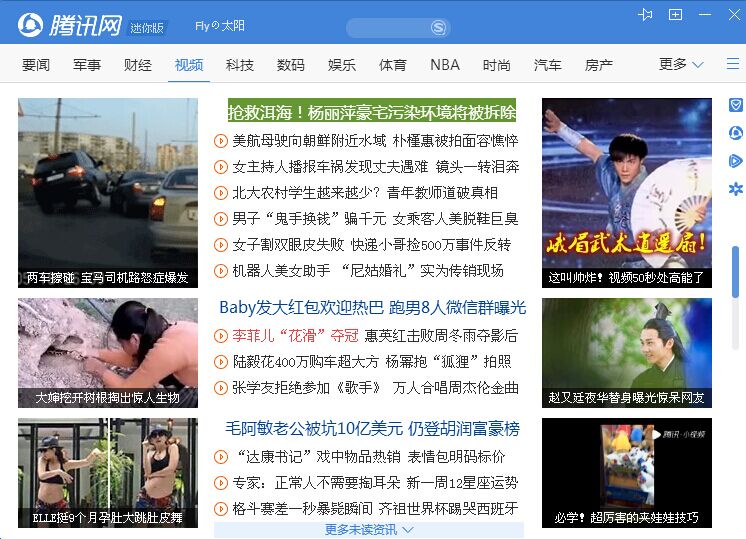 腾讯网 迷你版 Fly的太阳
要闻 军事 财经 视频 科技 数码 娱乐 体育 NBA 时尚 汽车 房产 更多
两车擦碰 宝马司机路怒症爆发
抢救洱海！杨丽萍豪宅污染环境将被拆除
美航母驶向朝鲜附近水域 朴槿惠被拍面容憔悴
女主持人播报车祸发现丈夫遇难 镜头一转泪奔
北大农村学生越来越少？青年教师道破真相
男子“鬼手换钱”骗千元 女乘客人美脱鞋巨臭
女子割双眼皮失败 快递小哥捡500万事件反转
机器人美女助手 “尼姑婚礼”实为传销现场
峨眉武术逍遥扇！
这叫帅炸！视频50秒处高能了
大婶挖开树根掏出惊人生物
Baby发大红包欢迎热巴 跑男8人微信群曝光
李菲儿“花滑”夺冠 惠英红击败周冬雨夺影后
陆毅花400万购车超大方 杨幂抱“狐狸”拍照
张学友拒绝参加《歌手》 万人合唱周杰伦金曲
赵又廷夜华替身曝光惊呆网友
ELLE挺9个月孕肚大跳肚皮舞
毛阿敏老公被坑10亿美元 仍登胡润富豪榜
“达康书记”戏中物品热销 表情包明码标价
专家：正常人不需要掏耳朵 新一周12星座运势
格斗赛差一秒暴毙瞬间 齐祖世界杯踢哭西班牙
更多未读资讯
腾讯·小视频
必学！超厉害的夹娃娃技巧